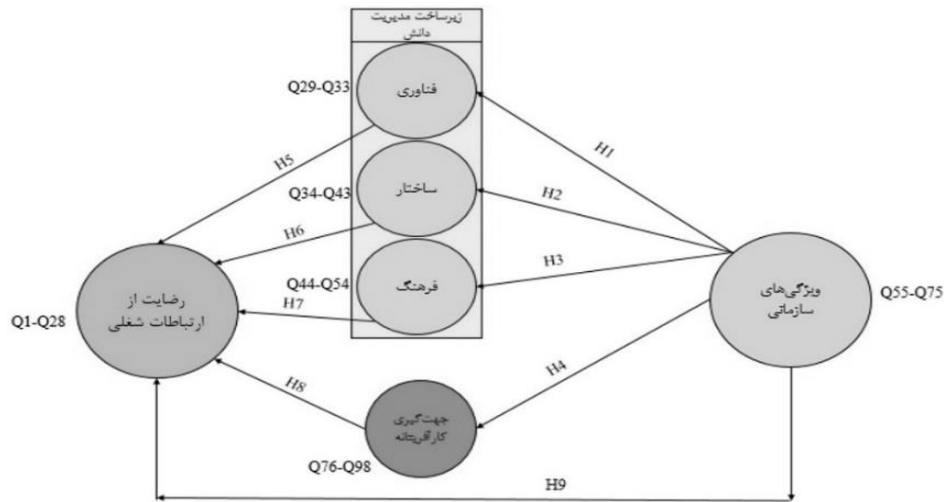 زیرساخت مدیریت
دانش
Q29-Q33
فناوری
H1
H5
H2
Q34-Q43
ساختار
H6
H3
Q44-Q54
فرهنگ
H7
ویژگی‌های
سازمانی
Q55-Q75
رضایت از
ارتباطات شغلی
Q1-Q28
H4
H8
جهت‌گیری
کارآفرینانه
Q76-Q98
H9